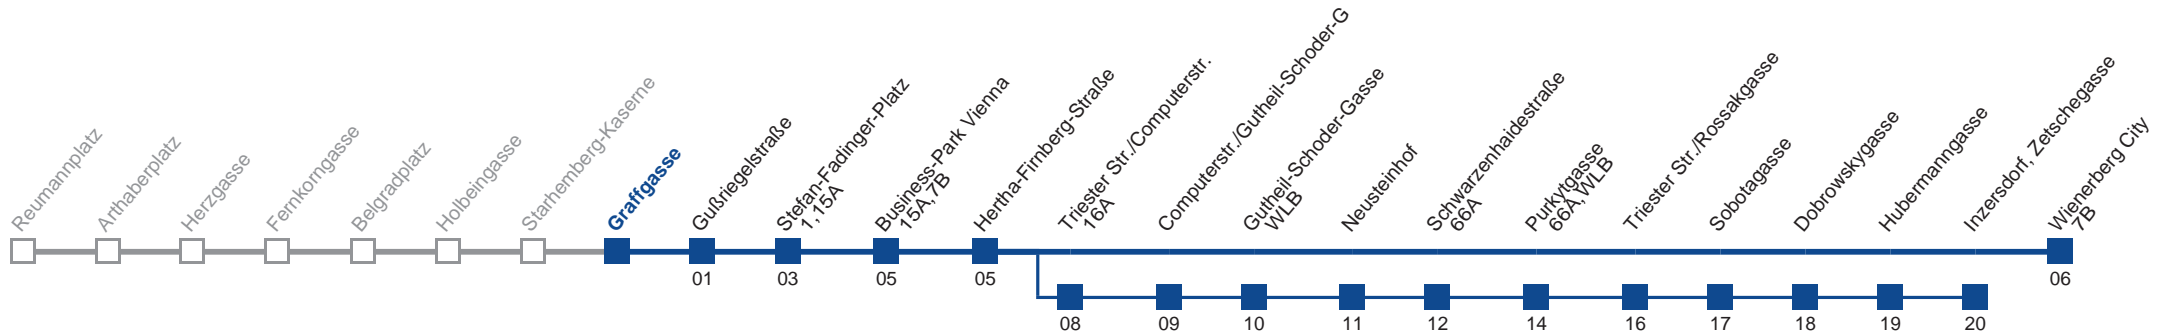 Reumannplatz
Arthaberplatz
Herzgasse
Fernkorngasse
Belgradplatz
Holbeingasse
Starhemberg-Kaserne
Graffgasse
Gußriegelstraße
Stefan-Fadinger-Platz
1,15A
Business-Park Vienna
15A,7B
Hertha-Firnberg-Straße
Triester Str./Computerstr.
16A
Computerstr./Gutheil-Schoder-G
Gutheil-Schoder-Gasse
WLB
Neusteinhof
Schwarzenhaidestraße
66A
Purkytgasse
66A,WLB
Triester Str./Rossakgasse
Sobotagasse
Dobrowskygasse
Hubermanngasse
Inzersdorf, Zetschegasse
Wienerberg City
7B
01
03
05
05
06
08
09
10
11
12
14
16
17
18
19
20